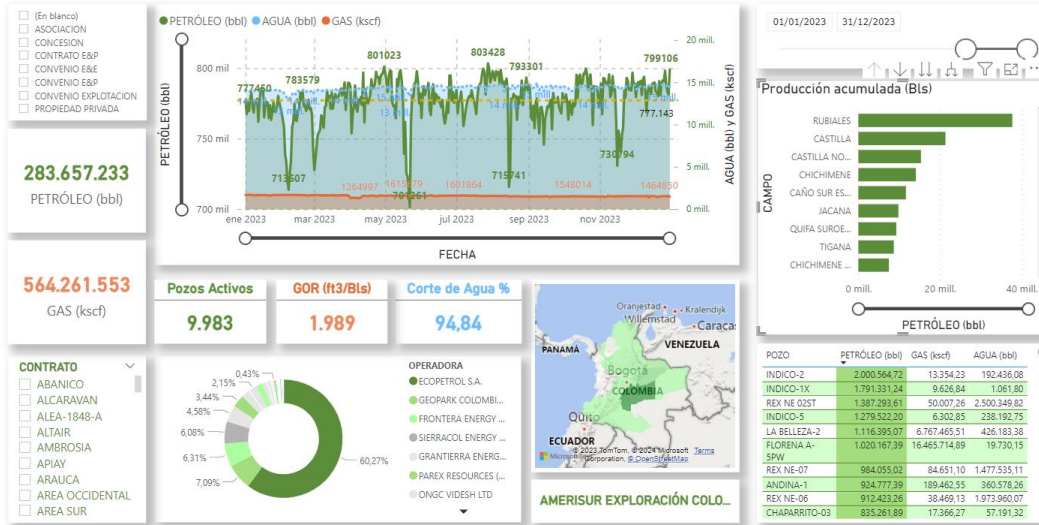 (En blanco)
ASOCIACION
CONCESION
CONTRATO E&P
CONVENIO E&E
CONVENIO E&P
CONVENIO EXPLOTACION
PROPIEDAD PRIVADA
283.657.233
PETRÓLEO (bbl)
564.261.553
GAS (kscf)
CONTRATO
ABANICO
ALCARAVAN
ALEA-1848-A
ALTAIR
AMBROSIA
APIAY
ARAUCA
AREA OCCIDENTAL
AREA SUR
PETRÓLEO (bbl) AGUA (bbl) GAS (kscf)
PETRÓLEO (bbl)
800 mil
750 mil
700 mil
777460
783579
801023
803428
793301
799106
777.143
713607
701361
715741
730794
1264997
1615879
1601864
1548014
1464850
20 mill.
15 mill.
10 mill.
5 mill.
0 mill.
AGUA (bbl) y GAS (kscf)
ene 2023 mar 2023 may 2023 jul 2023 sep 2023 nov 2023
FECHA
Pozos Activos
9.983
GOR (ft3/Bls)
1.989
Corte de Agua %
94,84
0,43%
2,15%
3,44%
4,58%
6,08%
6,31%
7,09%
60,27%
OPERADORA
ECOPETROL S.A.
GEOPARK COLOMBI...
FRONTERA ENERGY ...
SIERRACOL ENERGY ...
GRANTIERRA ENERG...
PAREX RESOURCES (...
ONGC VIDESH LTD
Oranjestad
Kralendijk
Willemstad
Caracas
PANAMÁ
VENEZUELA
Bogotá
COLOMBIA
Quito
ECUADOR
Microsoft
© 2023 TomTom, © 2024 Microsoft Corporation, © OpenStreetMap Terms
AMERISUR EXPLORACIÓN COLO...
01/01/2023 31/12/2023
Producción acumulada (Bls)
CAMPO
RUBIALES
CASTILLA
CASTILLA NO...
CHICHIMENE
CAÑO SUR ES...
JACANA
QUIFA SUROE...
TIGANA
CHICHIMENE ...
0 mill. 20 mill. 40 mill.
PETRÓLEO (bbl)
POZO PETRÓLEO (bbl) GAS (kscf) AGUA (bbl)
INDICO-2 2.000.564,72 13.354,23 192.436,08
INDICO-1X 1.791.331,24 9.626,84 1.061,80
REX NE 02ST 1.387.293,61 50.007,26 2.500.349,82
INDICO-5 1.279.522,20 6.302,85 238.192,75
LA BELLEZA-2 1.116.395,07 6.767.465,51 426.183,38
FLORENA A-5PW 1.020.167,39 16.465.714,89 19.730,15
REX NE-07 984.055,02 84.651,10 1.477.535,11
ANDINA-1 924.777,39 189.462,55 360.578,26
REX NE-06 912.423,26 38.469,13 1.973.960,07
CHAPARRITO-03 835.261,89 17.366,27 57.191,32